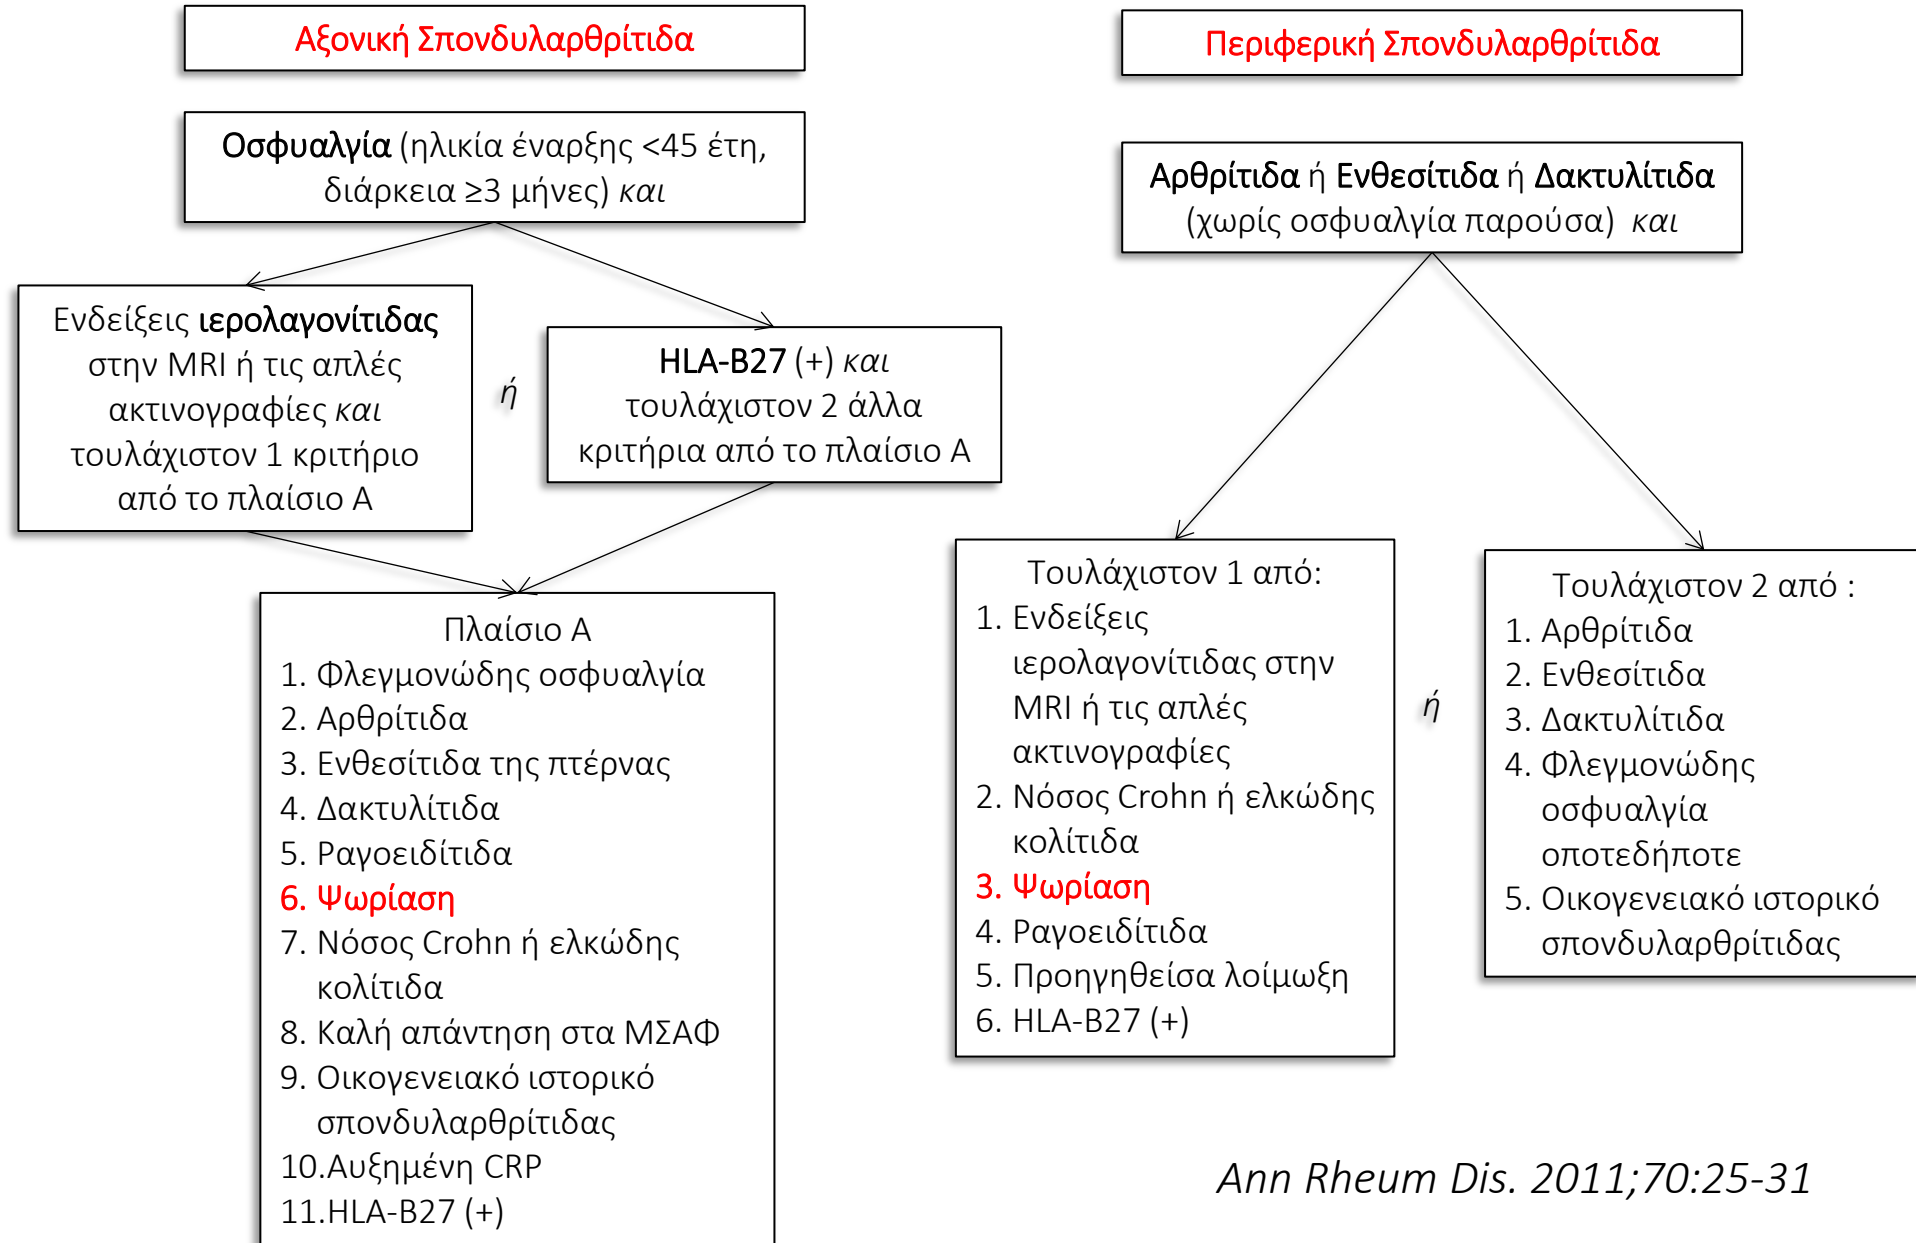 Αξονική Σπονδυλαρθρίτιδα
Οσφυαλγία (ηλικία έναρξης <45 έτη,
διάρκεια ≥3 μήνες) και
Ενδείξεις ιερολαγονίτιδας
στην MRI ή τις απλές
ακτινογραφίες και
τουλάχιστον 1 κριτήριο
από το πλαίσιο Α
ή
HLA-B27 (+) και
τουλάχιστον 2 άλλα
κριτήρια από το πλαίσιο Α
Πλαίσιο Α
1. Φλεγμονώδης οσφυαλγία
2. Αρθρίτιδα
3. Ενθεσίτιδα της πτέρνας
4. Δακτυλίτιδα
5. Ραγοειδίτιδα
6. Ψωρίαση
7. Νόσος Crohn ή ελκώδης
κολίτιδα
8. Καλή απάντηση στα ΜΣΑΦ
9. Οικογενειακό ιστορικό
σπονδυλαρθρίτιδας
10.Αυξημένη CRP
11.HLA-B27 (+)
Περιφερική Σπονδυλαρθρίτιδα
Αρθρίτιδα ή Ενθεσίτιδα ή Δακτυλίτιδα
(χωρίς οσφυαλγία παρούσα) και
Τουλάχιστον 1 από:
1. Ενδείξεις
ιερολαγονίτιδας στην
MRI ή τις απλές
ακτινογραφίες
2. Νόσος Crohn ή ελκώδης
κολίτιδα
3. Ψωρίαση
4. Ραγοειδίτιδα
5. Προηγηθείσα λοίμωξη
6. HLA-B27 (+)
ή
Τουλάχιστον 2 από :
1. Αρθρίτιδα
2. Ενθεσίτιδα
3. Δακτυλίτιδα
4. Φλεγμονώδης
οσφυαλγία
οποτεδήποτε
5. Οικογενειακό ιστορικό
σπονδυλαρθρίτιδας
Ann Rheum Dis. 2011;70:25-31